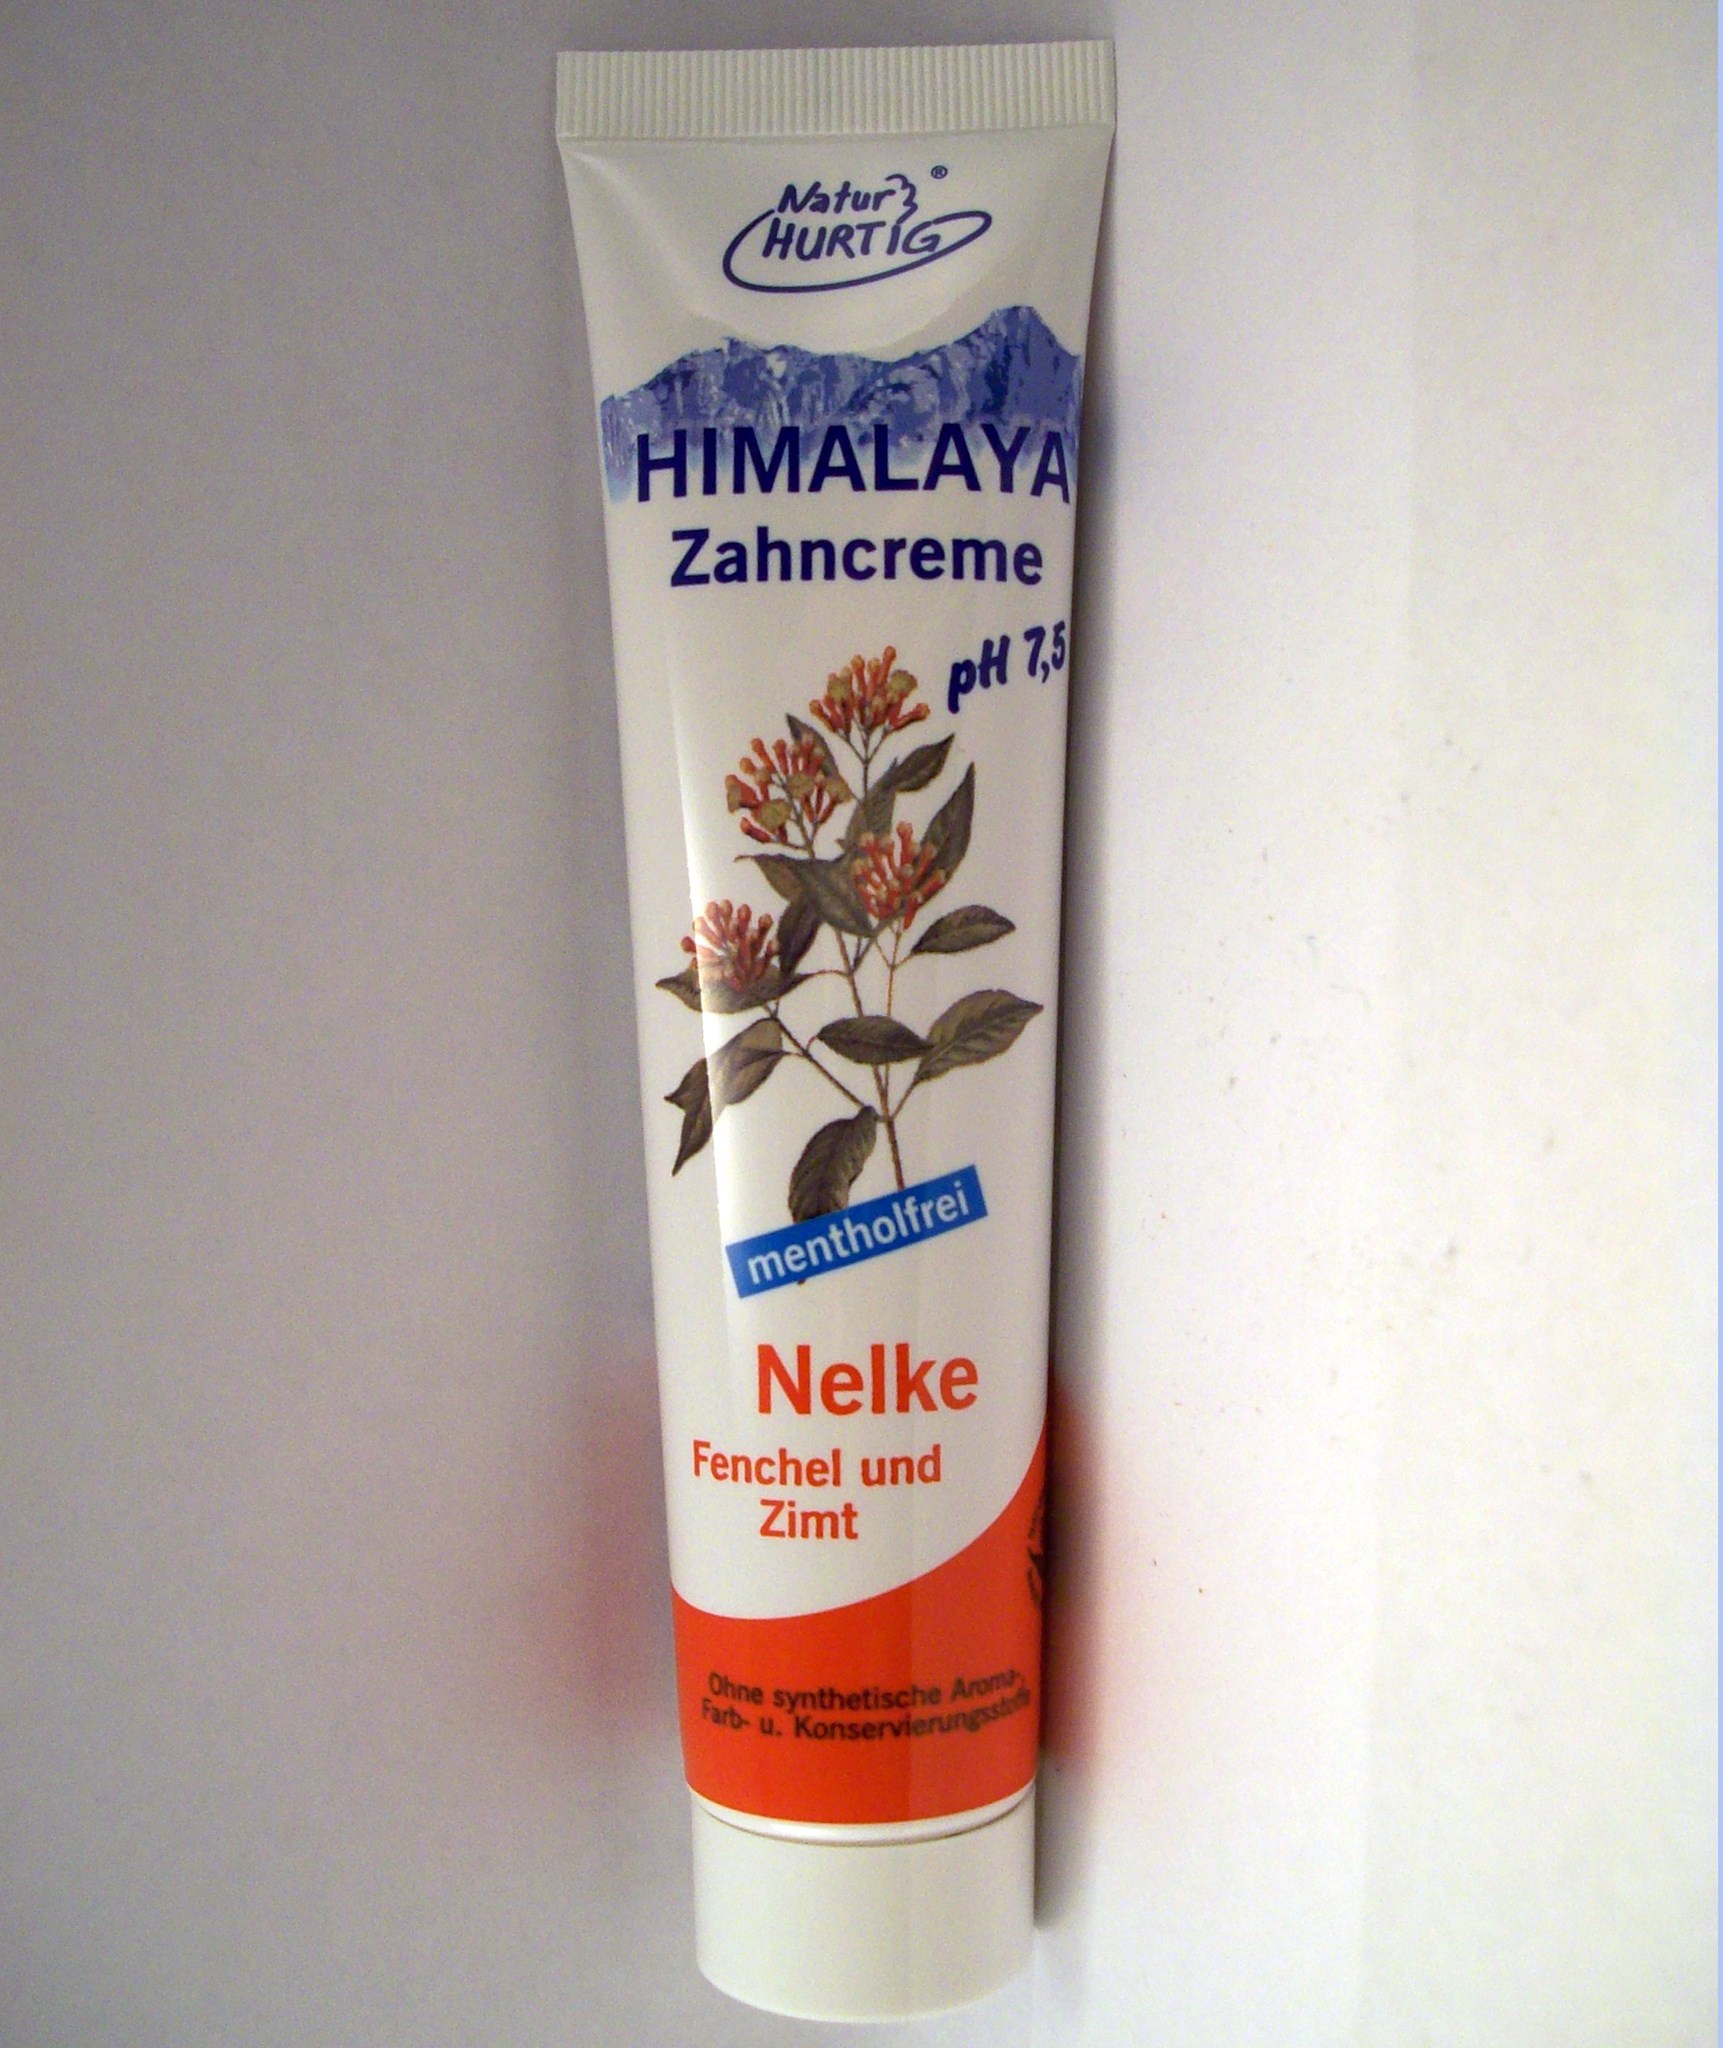 Natur
HURTIG
®
HIMALAYA
Zahncreme
pH 7,5
mentholfrei
Nelke
Fenchel und
Zimt
Ohne synthetische Aroma-,
Farb- u. Konservierungsstoffe